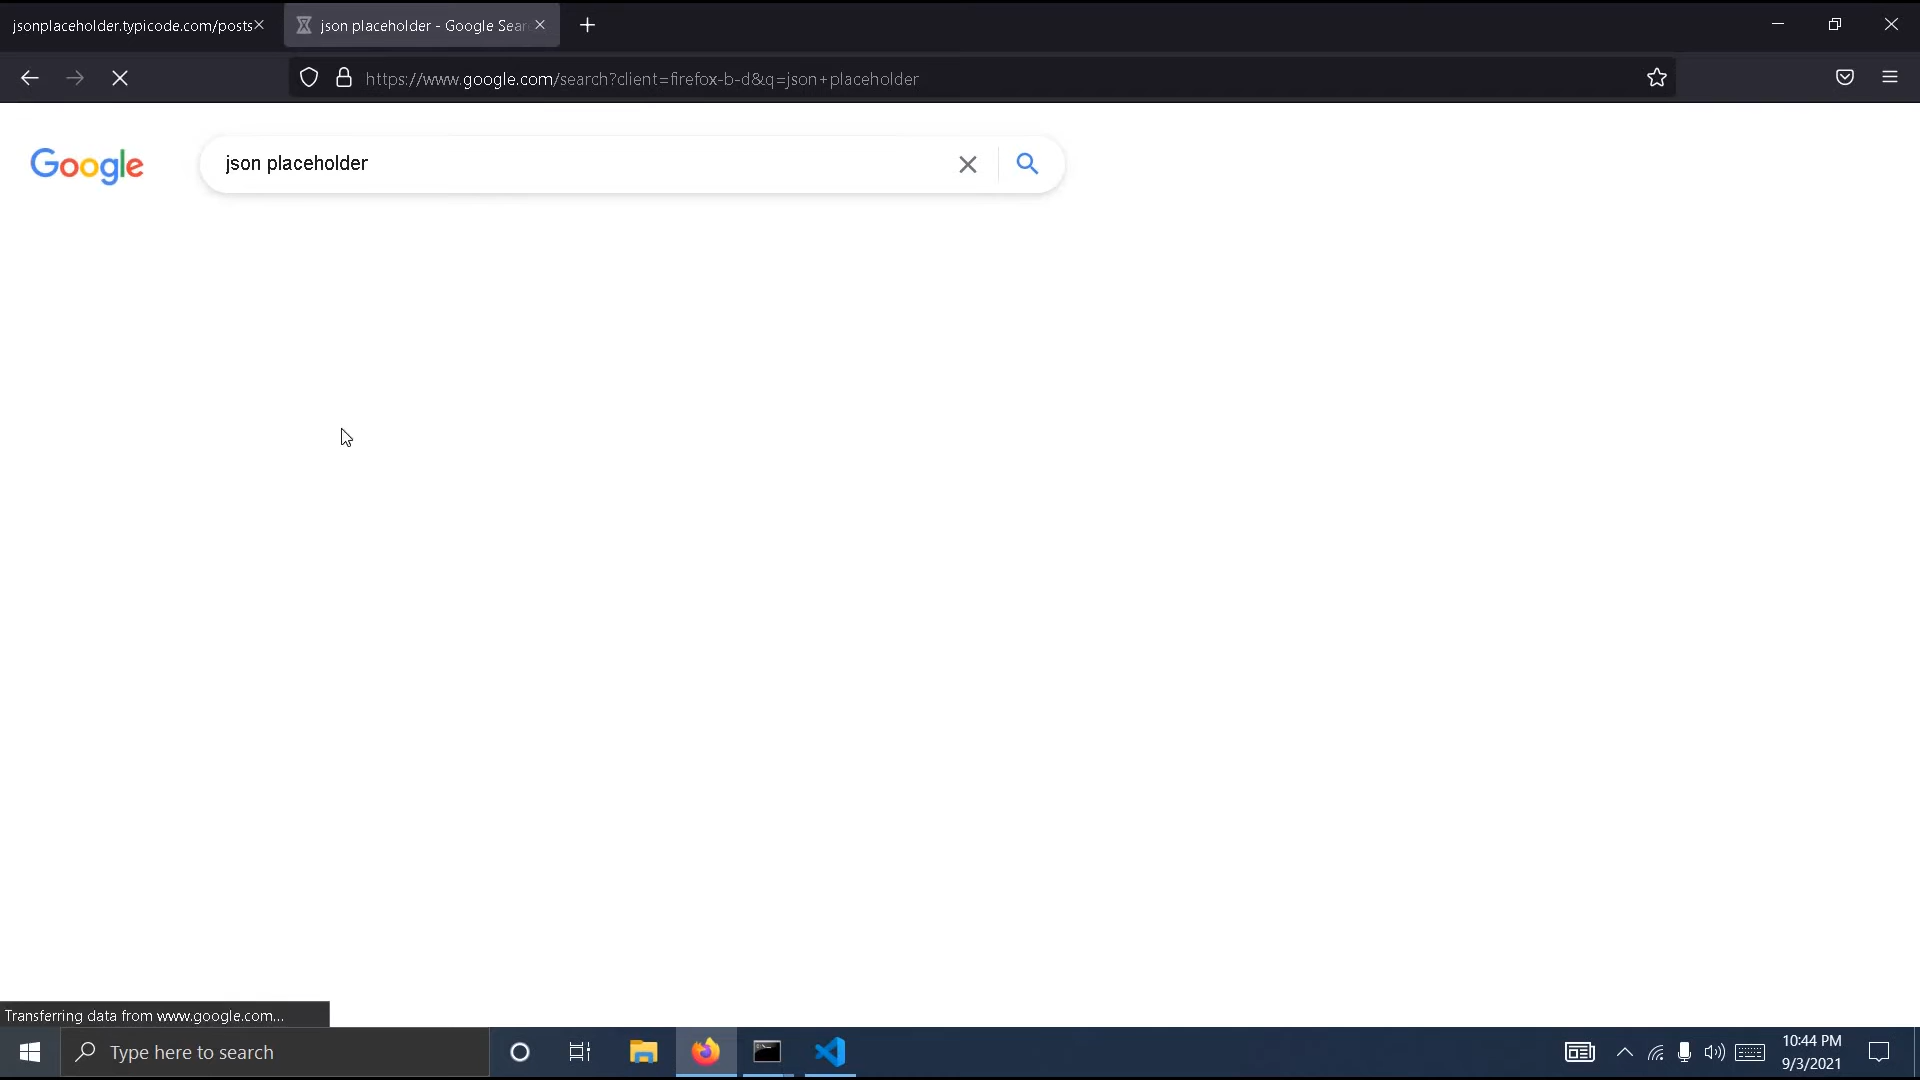 jsonplaceholder.typicode.com/posts
json placeholder - Google Sear
https://www.google.com/search?client=firefox-b-d&q=json+placeholder
Google
json placeholder
Transferring data from www.google.com...
Type here to search
10:44 PM
9/3/2021